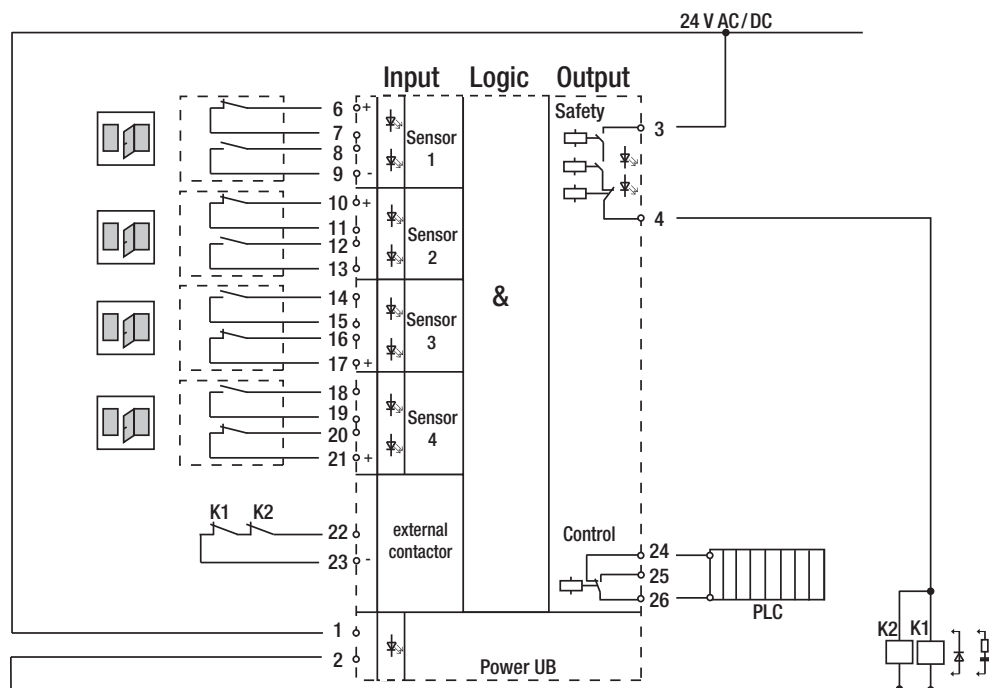 24 V AC / DC
Input Logic Output
Safety
6 +
7
8
9 -
Sensor
1
3
4
10 +
11
12
13
Sensor
2
14
15
16
17 +
Sensor
3
&
18
19
20
21 +
Sensor
4
K1 K2
22
23 -
external
contactor
Control
24
25
26
PLC
1
2
Power UB
K2 K1